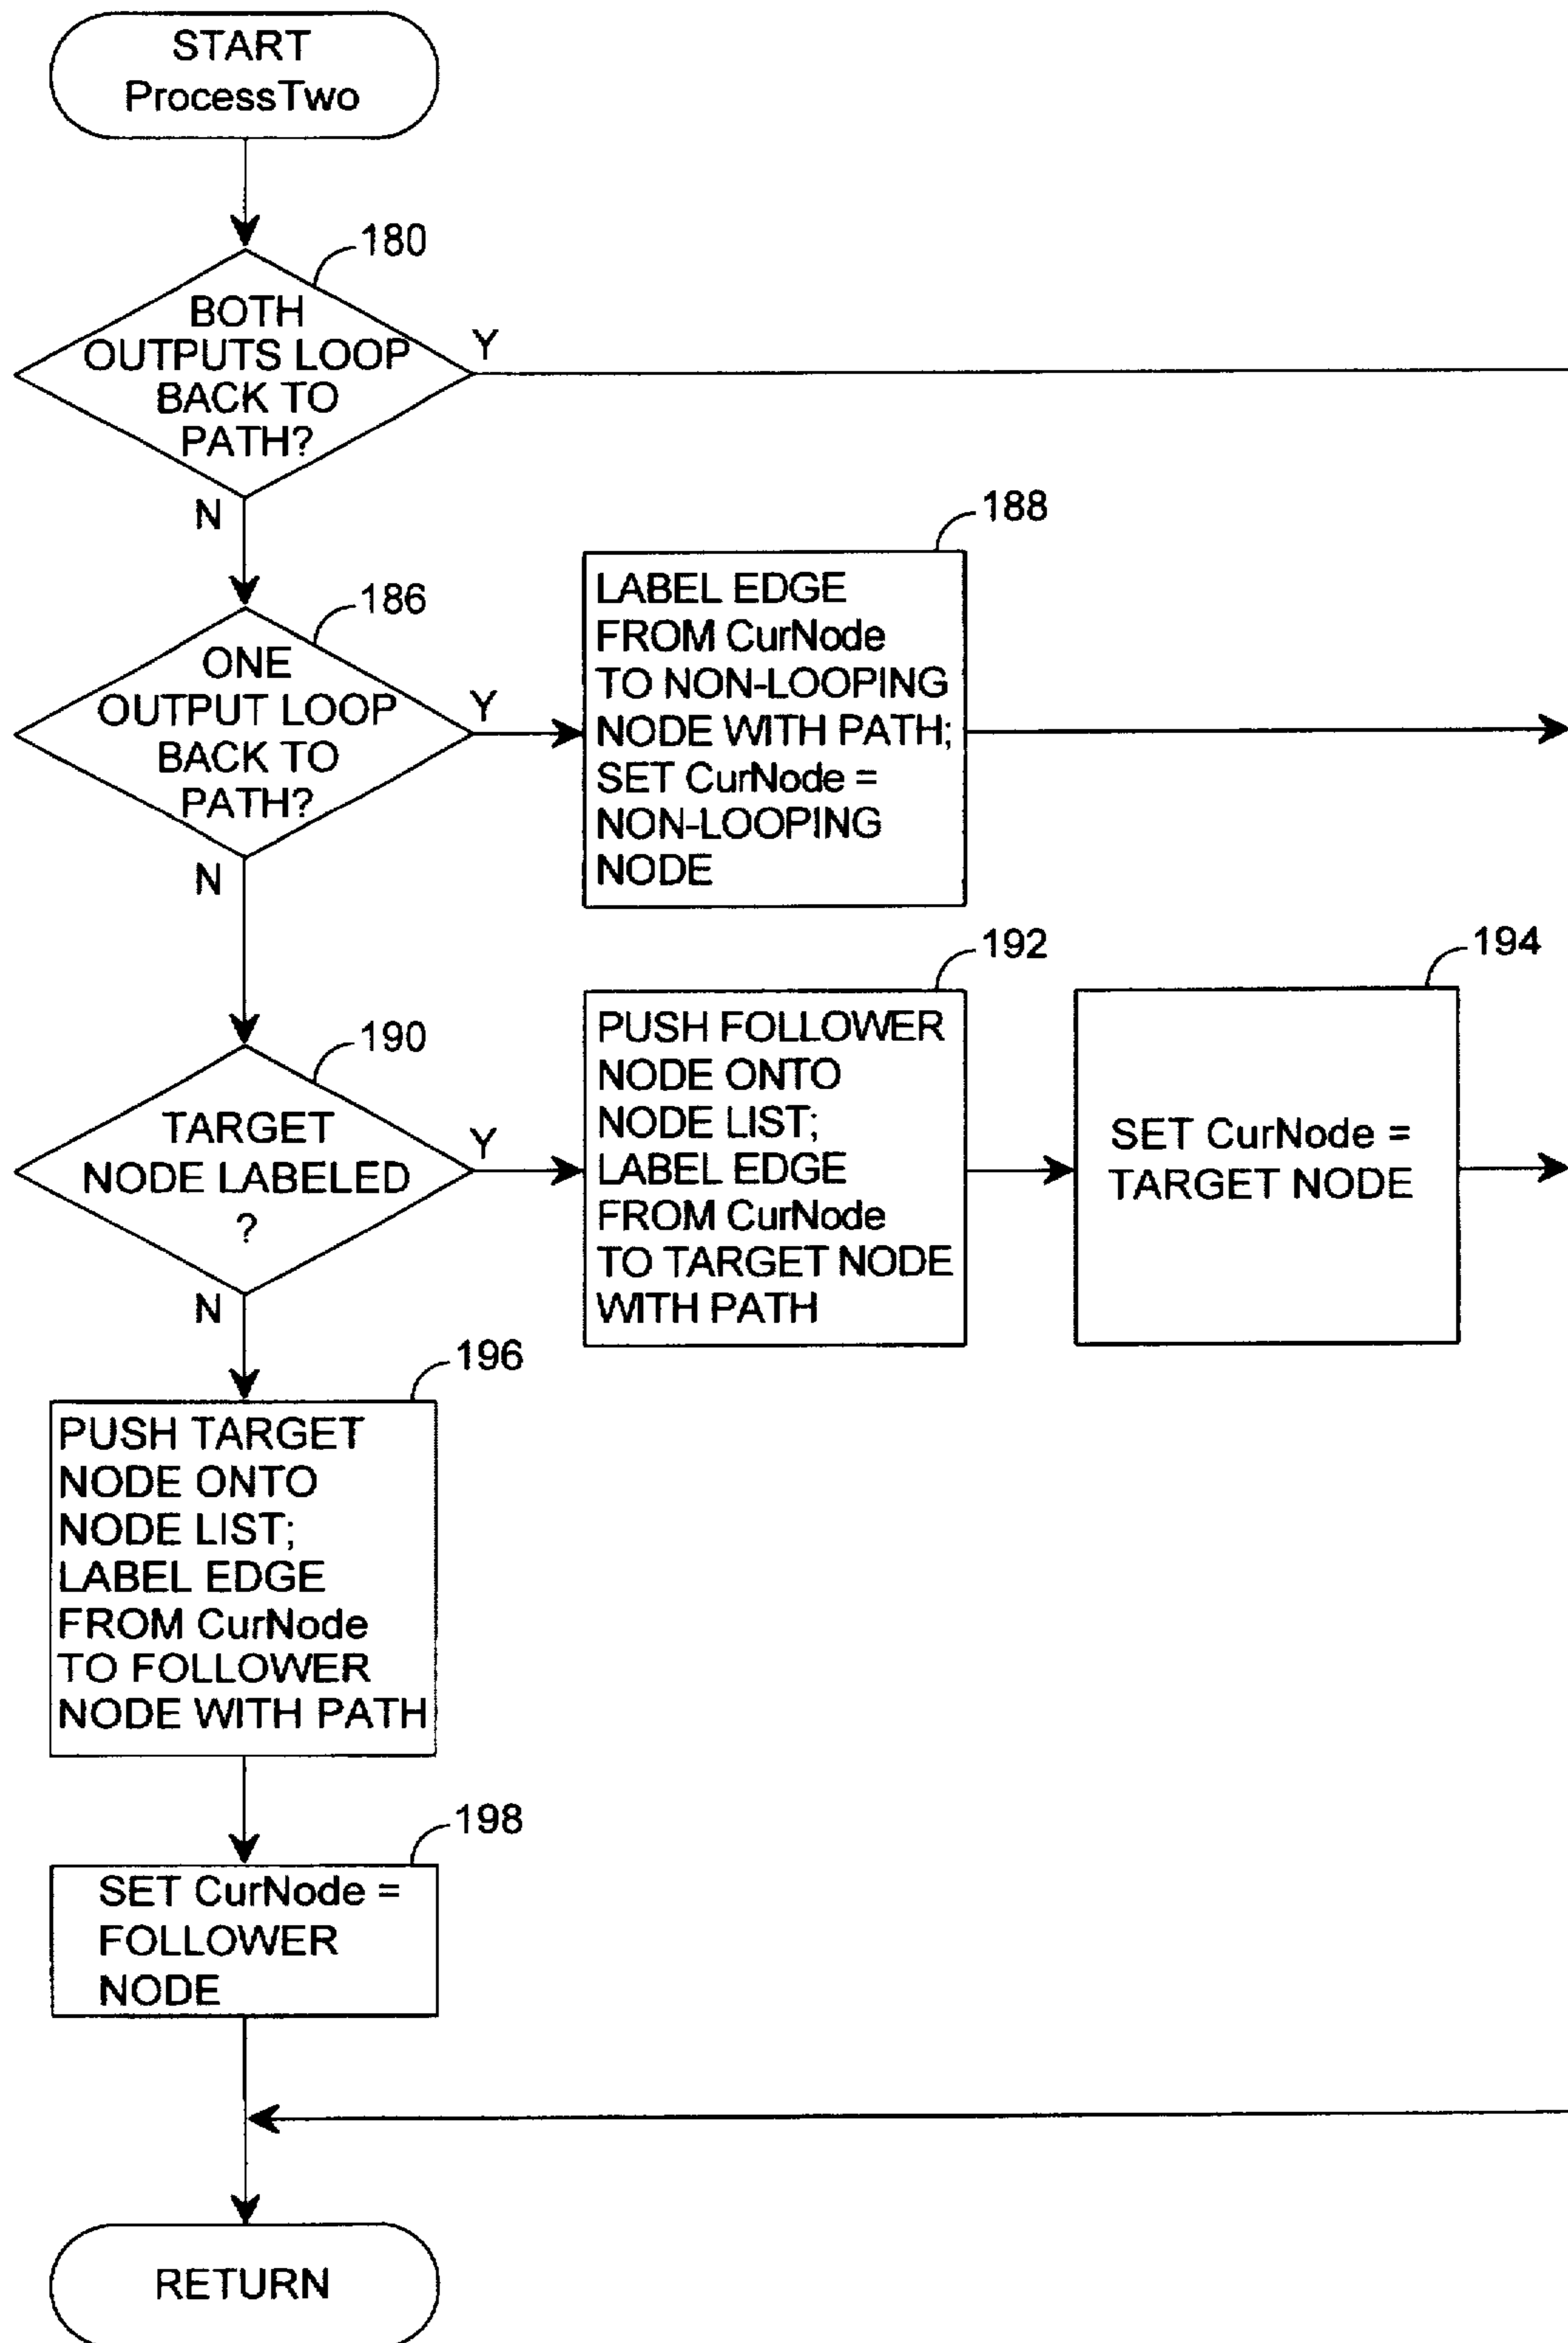 START
ProcessTwo
180
BOTH
OUTPUTS LOOP
BACK TO
PATH?
Y
N
186
ONE
OUTPUT LOOP
BACK TO
PATH?
Y
N
188
LABEL EDGE
FROM CurNode
TO NON-LOOPING
NODE WITH PATH;
SET CurNode =
NON-LOOPING
NODE
190
TARGET
NODE LABELED
?
Y
N
192
PUSH FOLLOWER
NODE ONTO
NODE LIST;
LABEL EDGE
FROM CurNode
TO TARGET NODE
WITH PATH
194
SET CurNode =
TARGET NODE
196
PUSH TARGET
NODE ONTO
NODE LIST;
LABEL EDGE
FROM CurNode
TO FOLLOWER
NODE WITH PATH
198
SET CurNode =
FOLLOWER
NODE
RETURN